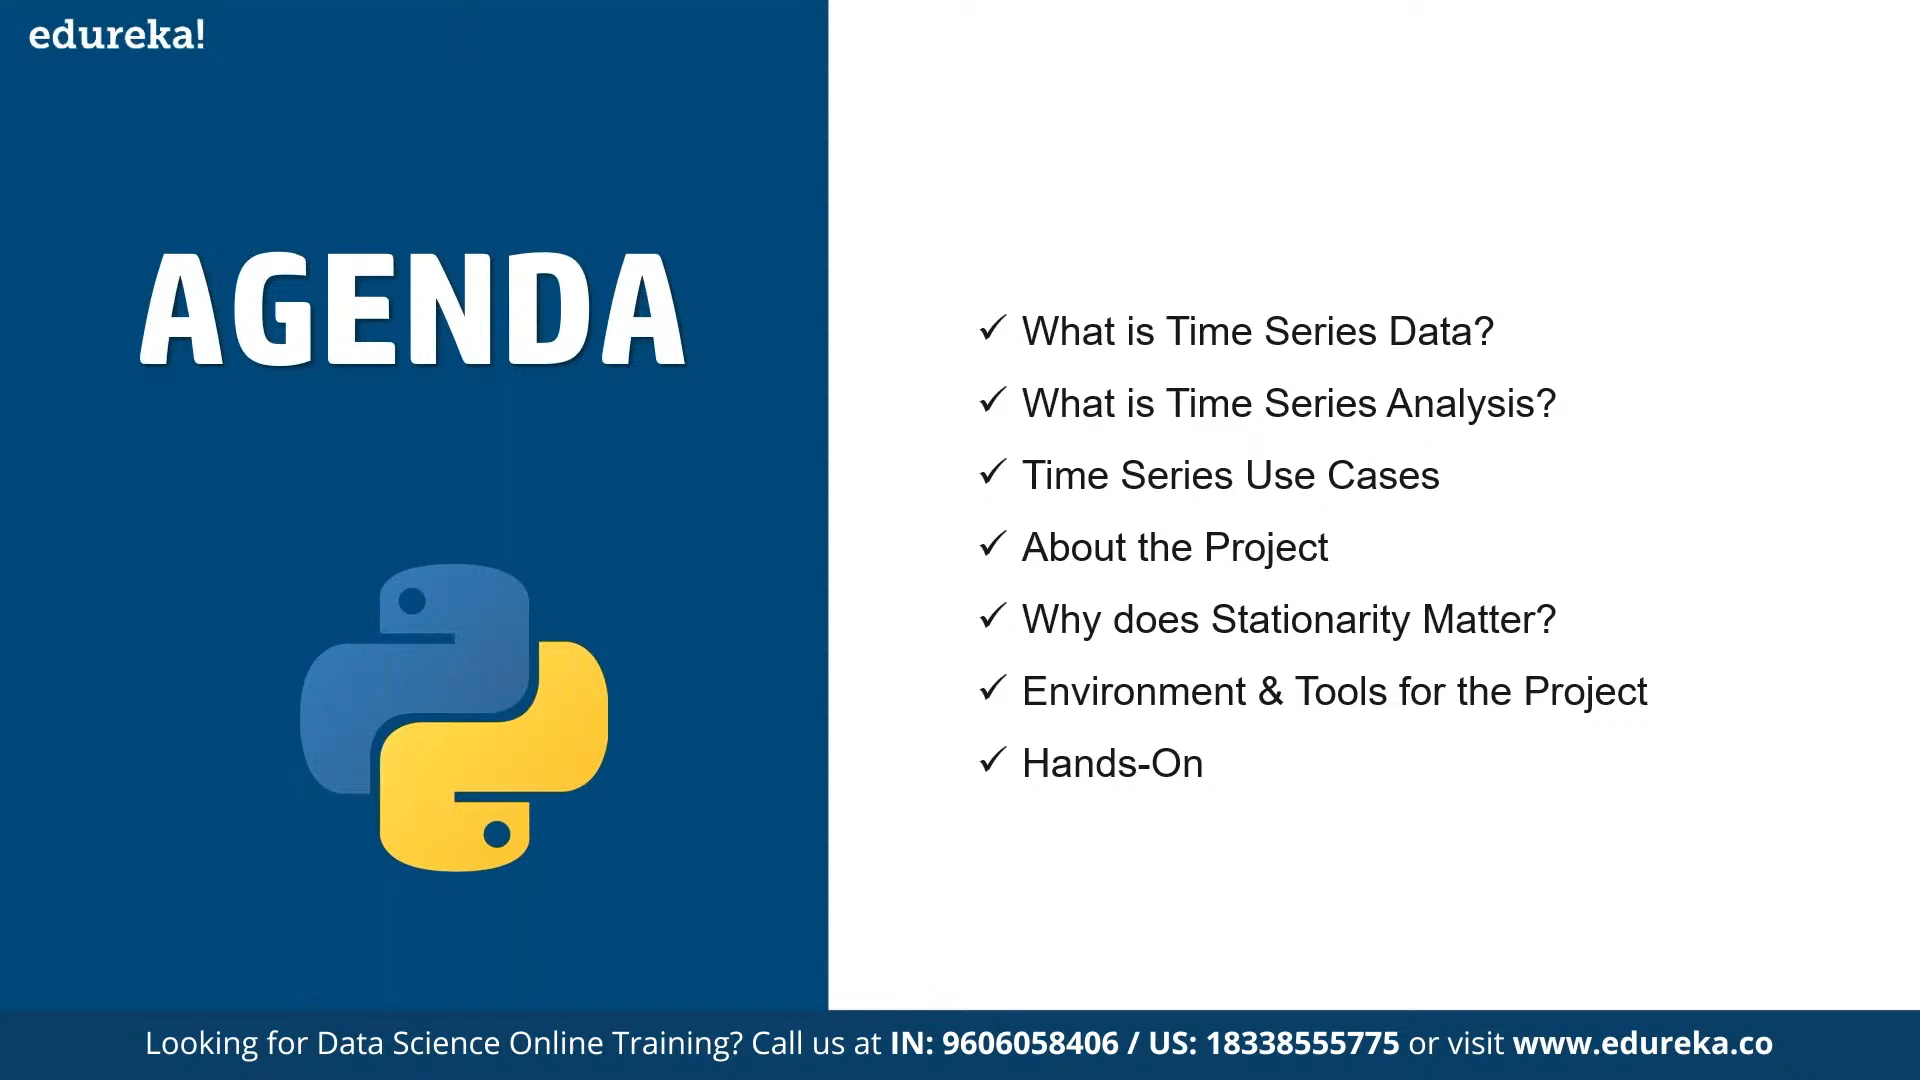 edureka!
AGENDA
✓ What is Time Series Data?
✓ What is Time Series Analysis?
✓ Time Series Use Cases
✓ About the Project
✓ Why does Stationarity Matter?
✓ Environment & Tools for the Project
✓ Hands-On
Looking for Data Science Online Training? Call us at IN: 9606058406 / US: 18338555775 or visit www.edureka.co